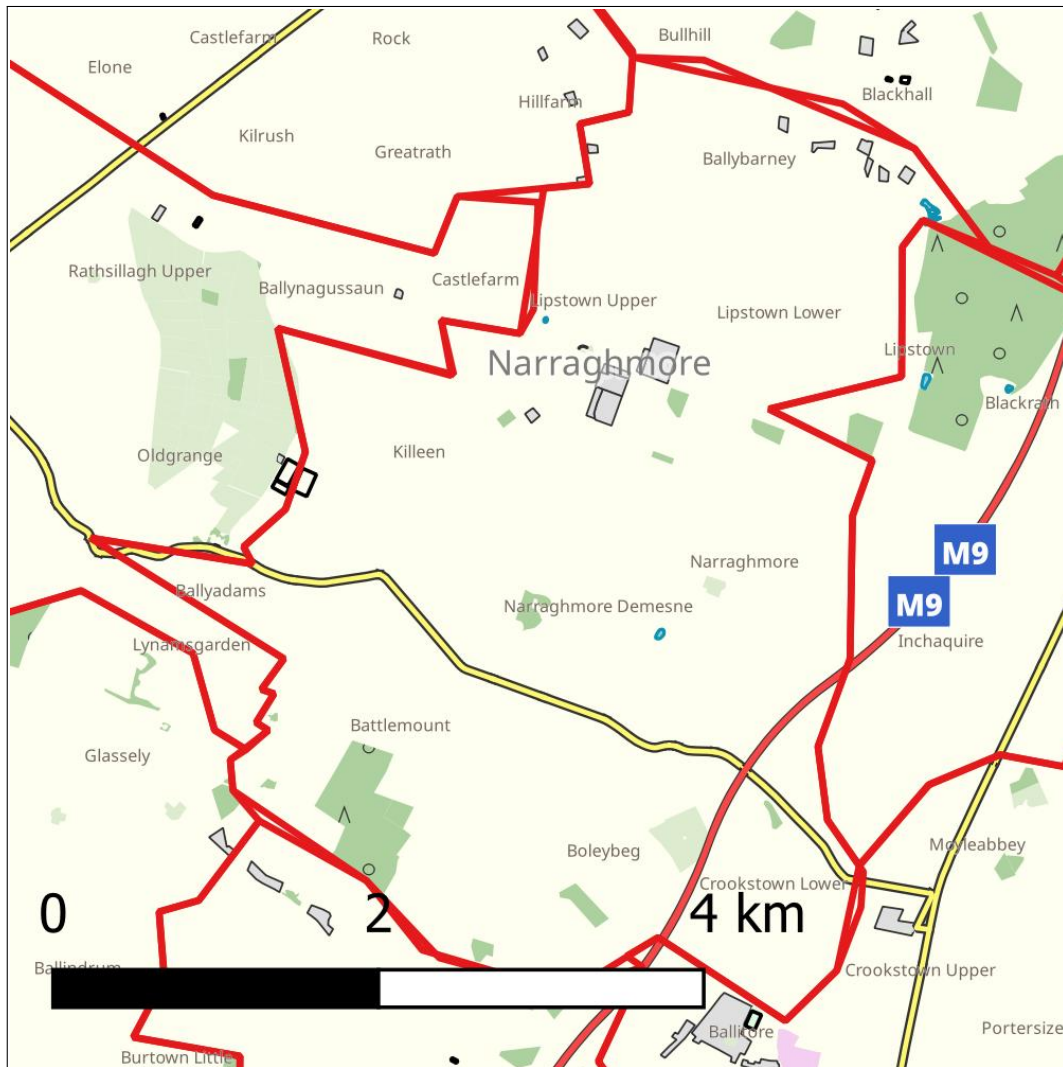 Castlefarm
Rock
Bullhill
Elone
Blackhall
Hillfarm
Kilrush
Greatrath
Ballybarney
Rathsillagh Upper
Ballynagussaun
Castlefarm
Lipstown Upper
Lipstown Lower
Lipstown
Narraghmore
Blackrath
Oldgrange
Killeen
M9
Narraghmore
Ballyadams
Narraghmore Demesne
M9
Lynamsgarden
Inchaquire
Battlemount
Glassely
Boleybeg
Moyleabbey
Crookstown Lower
0 2 4 km
Ballindrum
Crookstown Upper
Ballitore
Portersize
Burtown Little